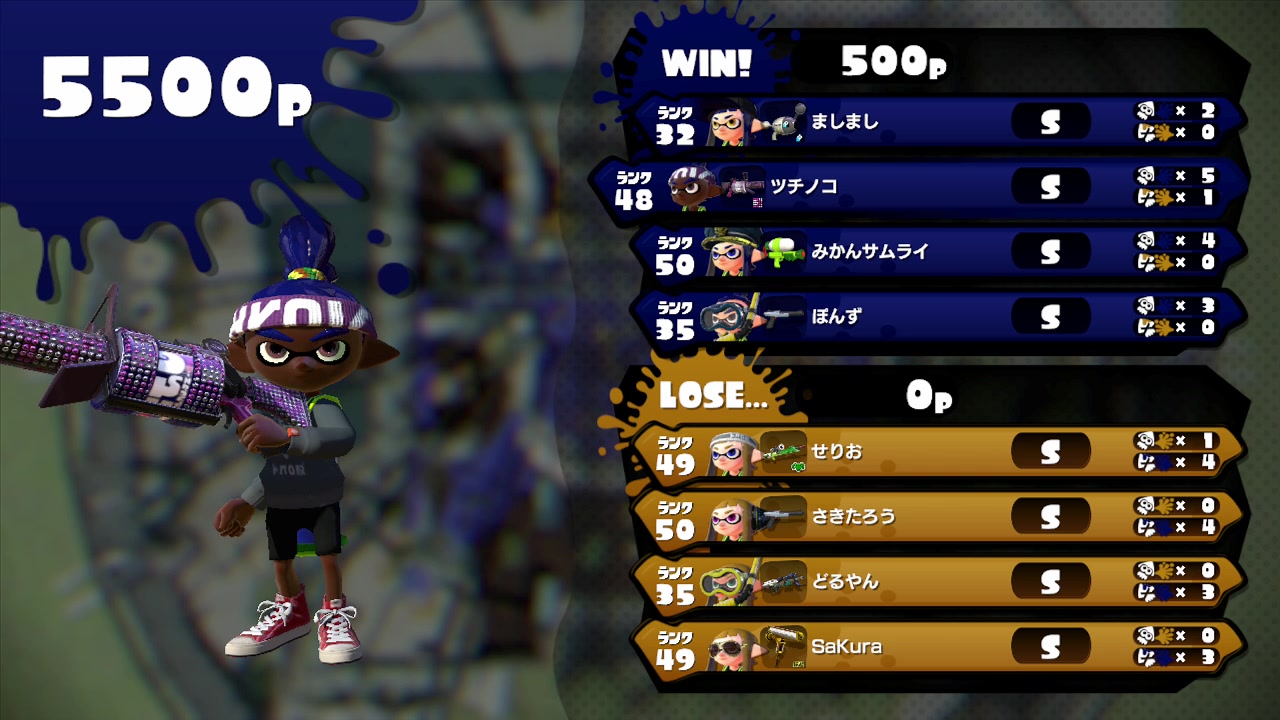 5500p
WIN! 500p
ランク 32 ましまし S × 2 × 0
ランク 48 ツチノコ S × 5 × 1
ランク 50 みかんサムライ S × 4 × 0
ランク 35 ぽんず S × 3 × 0
LOSE... 0p
ランク 49 せりお S × 1 × 4
ランク 50 さきたろう S × 0 × 4
ランク 35 どるやん S × 0 × 3
ランク 49 SaKura S × 0 × 3